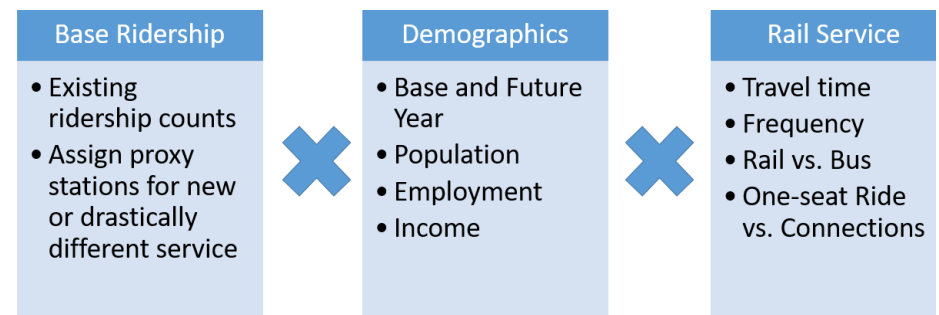 Base Ridership
• Existing
ridership counts
• Assign proxy
stations for new
or drastically
different service
Demographics
• Base and Future
Year
• Population
• Employment
• Income
Rail Service
• Travel time
• Frequency
• Rail vs. Bus
• One-seat Ride
vs. Connections